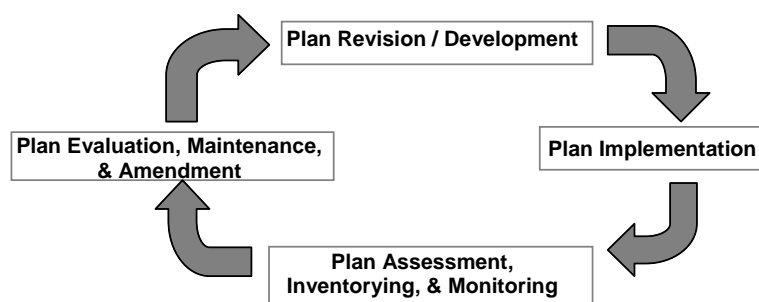 Plan Revision / Development
Plan Implementation
Plan Assessment,
Inventorying, & Monitoring
Plan Evaluation, Maintenance,
& Amendment